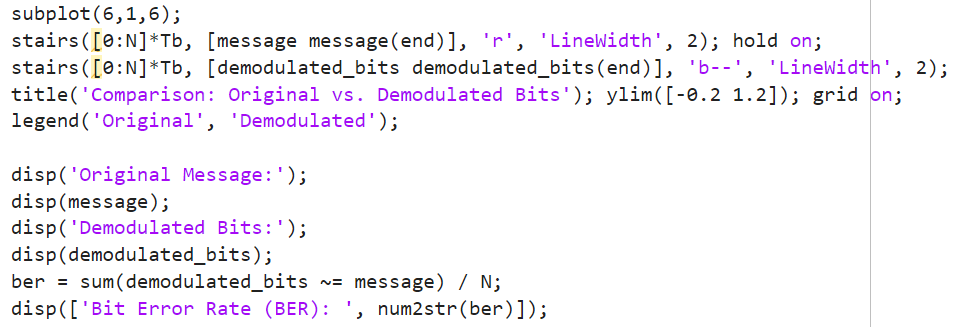 subplot(6,1,6);
stairs([0:N]*Tb, [message message(end)], 'r', 'LineWidth', 2); hold on;
stairs([0:N]*Tb, [demodulated_bits demodulated_bits(end)], 'b--', 'LineWidth', 2);
title('Comparison: Original vs. Demodulated Bits'); ylim([-0.2 1.2]); grid on;
legend('Original', 'Demodulated');

disp('Original Message:');
disp(message);
disp('Demodulated Bits:');
disp(demodulated_bits);
ber = sum(demodulated_bits ~= message) / N;
disp(['Bit Error Rate (BER): ', num2str(ber)]);